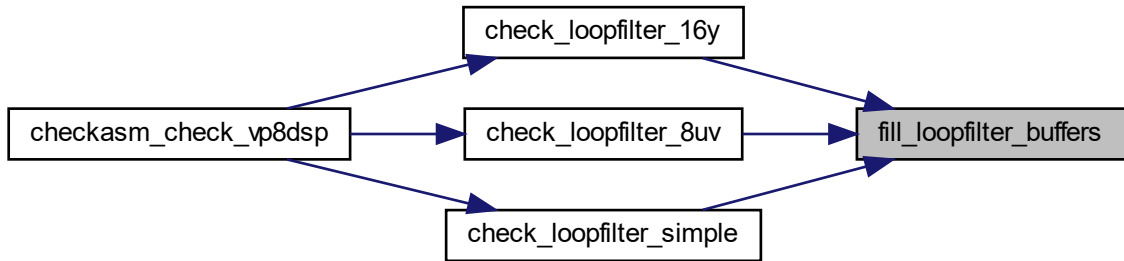 check_loopfilter_16y
checkasm_check_vp8dsp
check_loopfilter_8uv
fill_loopfilter_buffers
check_loopfilter_simple